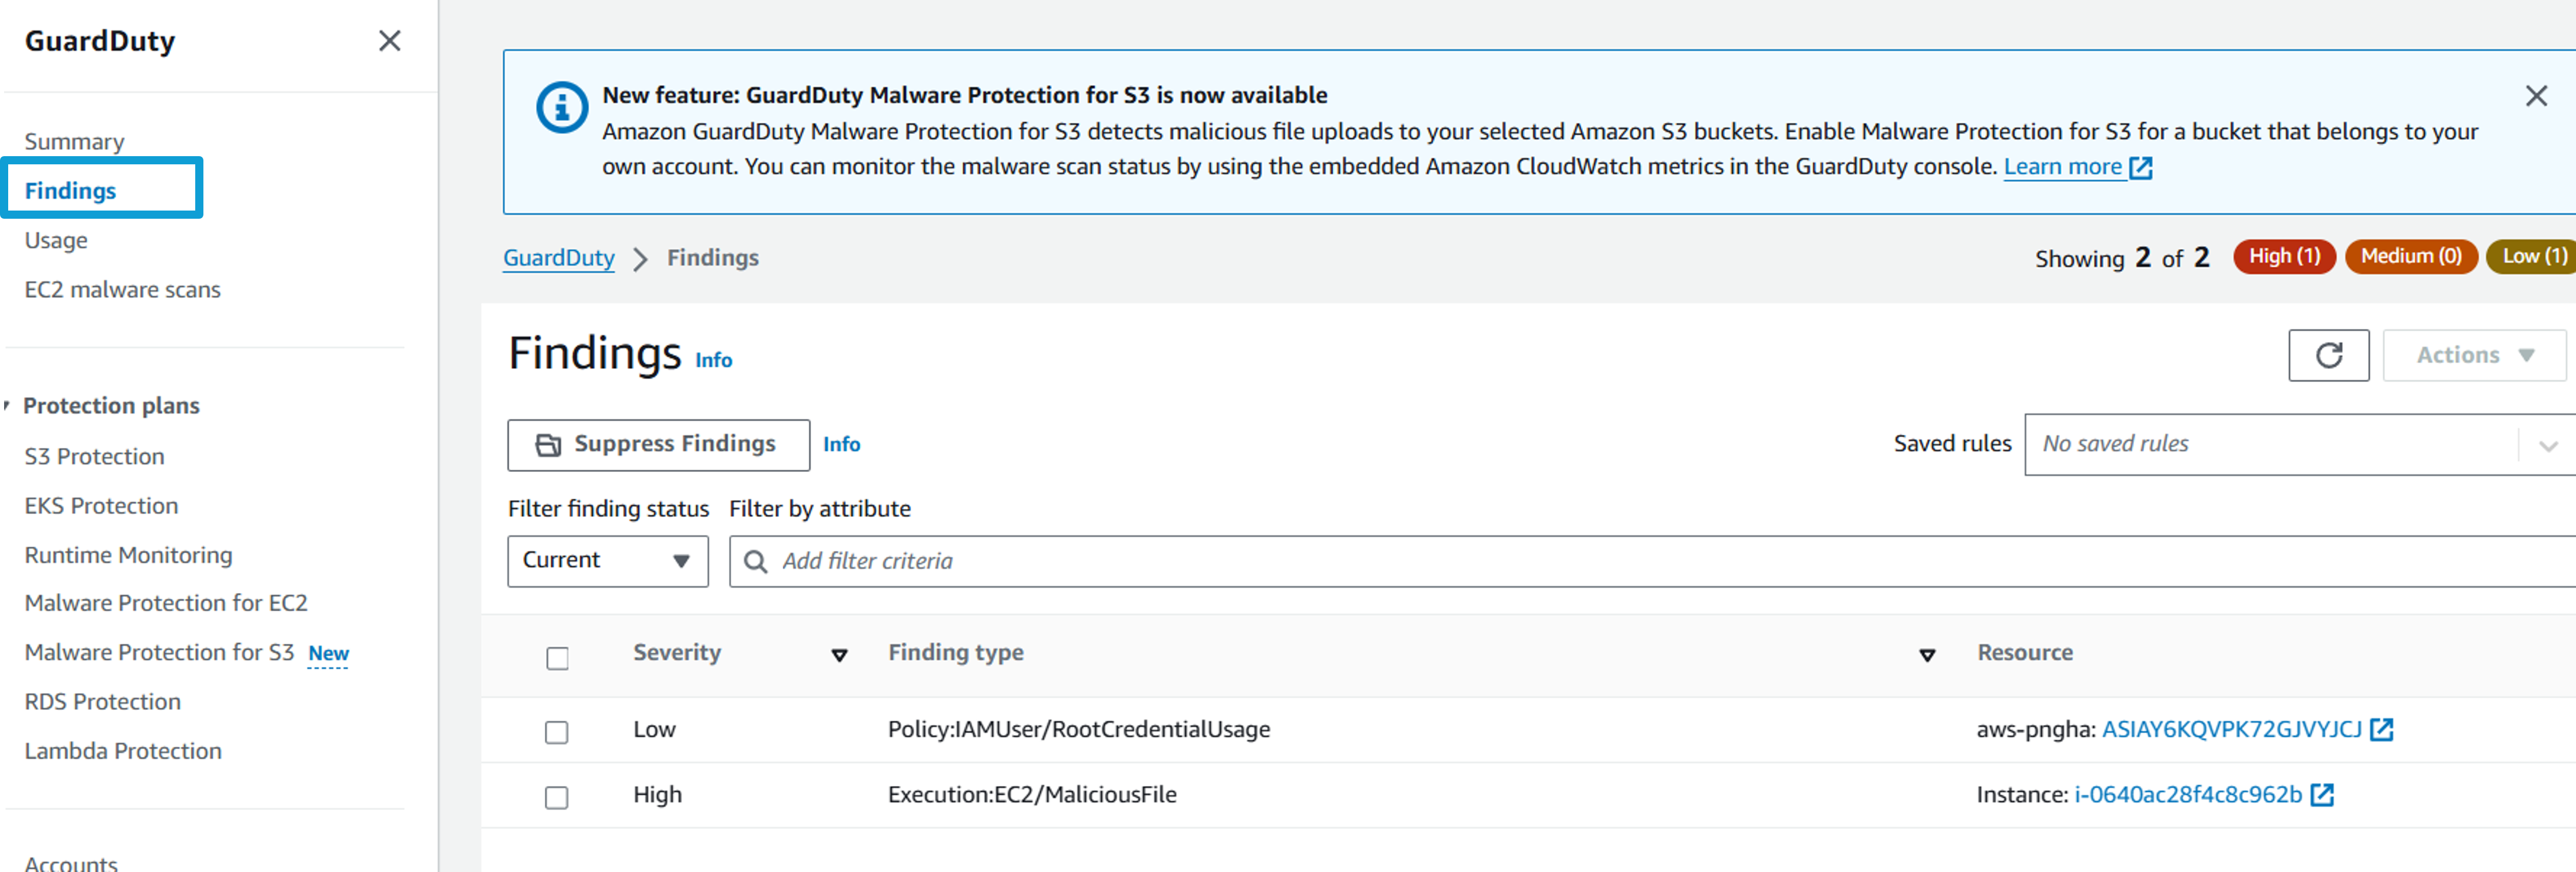 GuardDuty
Summary
Findings
Usage
EC2 malware scans
Protection plans
S3 Protection
EKS Protection
Runtime Monitoring
Malware Protection for EC2
Malware Protection for S3 New
RDS Protection
Lambda Protection
Accounts
New feature: GuardDuty Malware Protection for S3 is now available
Amazon GuardDuty Malware Protection for S3 detects malicious file uploads to your selected Amazon S3 buckets. Enable Malware Protection for S3 for a bucket that belongs to your
own account. You can monitor the malware scan status by using the embedded Amazon CloudWatch metrics in the GuardDuty console. Learn more
GuardDuty > Findings
Showing 2 of 2 High (1) Medium (0) Low (1)
Findings Info
Actions
Suppress Findings Info
Saved rules No saved rules
Filter finding status Filter by attribute
Current Add filter criteria
Severity Finding type Resource
Low Policy:IAMUser/RootCredentialUsage aws-pngha: ASIAY6KQVPK72GJVYJCJ
High Execution:EC2/MaliciousFile Instance: i-0640ac28f4c8c962b